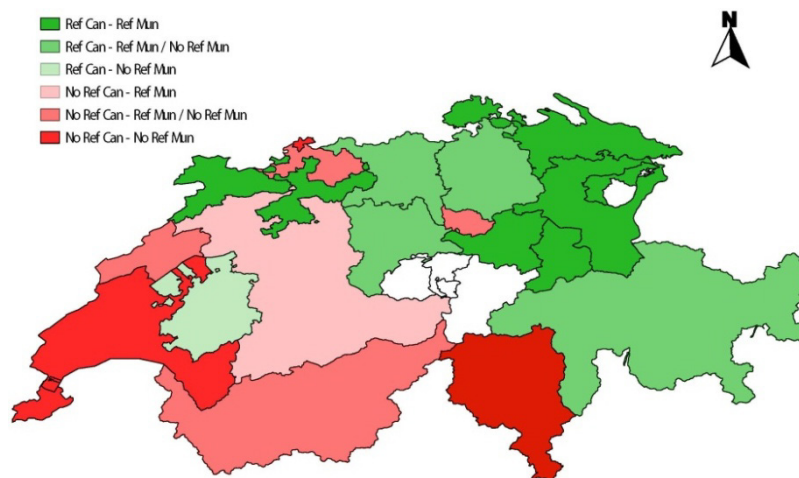 Ref Can - Ref Mun
Ref Can - Ref Mun / No Ref Mun
Ref Can - No Ref Mun
No Ref Can - Ref Mun
No Ref Can - Ref Mun / No Ref Mun
No Ref Can - No Ref Mun
N